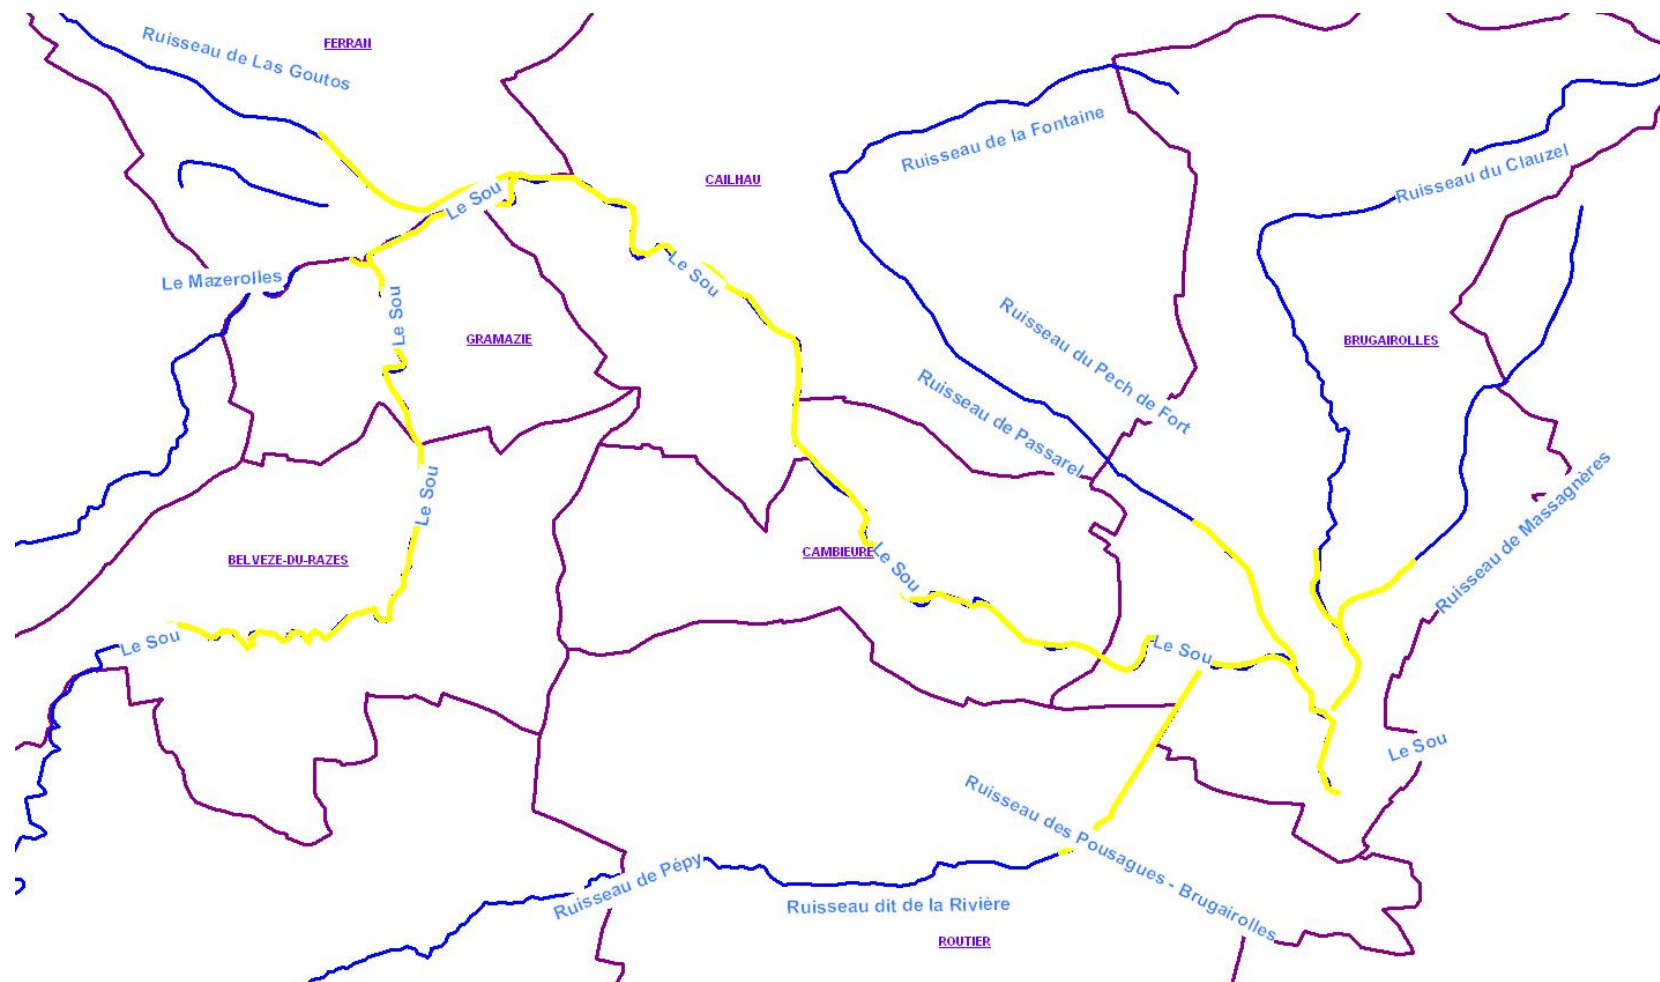 Ruisseau de Las Goutos
FERRAN
Ruisseau de la Fontaine
CAILHAU
Ruisseau du Clauzel
Le Sou
Le Mazerolles
Le Sou
Le Sou
GRAMAZIE
Ruisseau du Pech de Fort
BRUGAIROLLES
Ruisseau de Passarel
Le Sou
BELVEZE-DU-RAZES
CAMBIEURE
Le Sou
Ruisseau de Massagnères
Le Sou
Le Sou
Le Sou
Ruisseau des Pousagues - Brugairolles
Ruisseau de Pépy
Ruisseau dit de la Rivière
ROUTIER